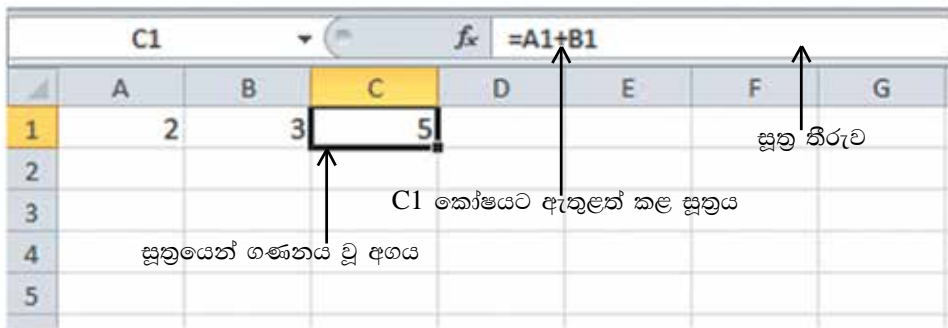 C1 fx =A1+B1
A B C D E F G
1 2 3 5
සූත්‍ර තීරුව
2
C1 කෝෂයට ඇතුළත් කළ සූත්‍රය
3
4 සූත්‍රයෙන් ගණනය වූ අගය
5